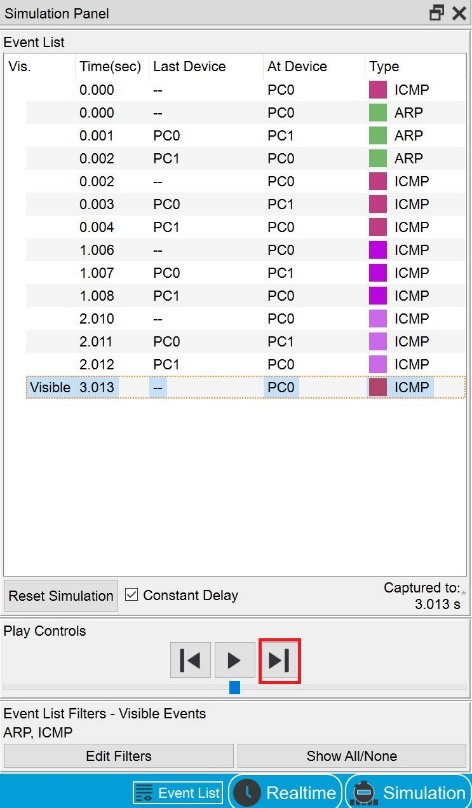 Simulation Panel
Event List
Vis. Time(sec) Last Device At Device Type
0.000 -- PC0 ICMP
0.000 -- PC0 ARP
0.001 PC0 PC1 ARP
0.002 PC1 PC0 ARP
0.002 -- PC0 ICMP
0.003 PC0 PC1 ICMP
0.004 PC1 PC0 ICMP
1.006 -- PC0 ICMP
1.007 PC0 PC1 ICMP
1.008 PC1 PC0 ICMP
2.010 -- PC0 ICMP
2.011 PC0 PC1 ICMP
2.012 PC1 PC0 ICMP
Visible 3.013 -- PC0 ICMP
Reset Simulation Constant Delay Captured to:*
3.013 s
Play Controls
Event List Filters - Visible Events
ARP, ICMP
Edit Filters Show All/None
Event List Realtime Simulation